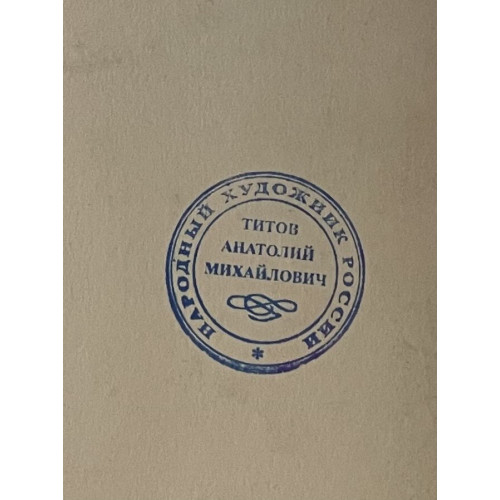 НАРОДНЫЙ ХУДОЖНИК РОССИИ
ТИТОВ
АНАТОЛИЙ
МИХАЙЛОВИЧ
*